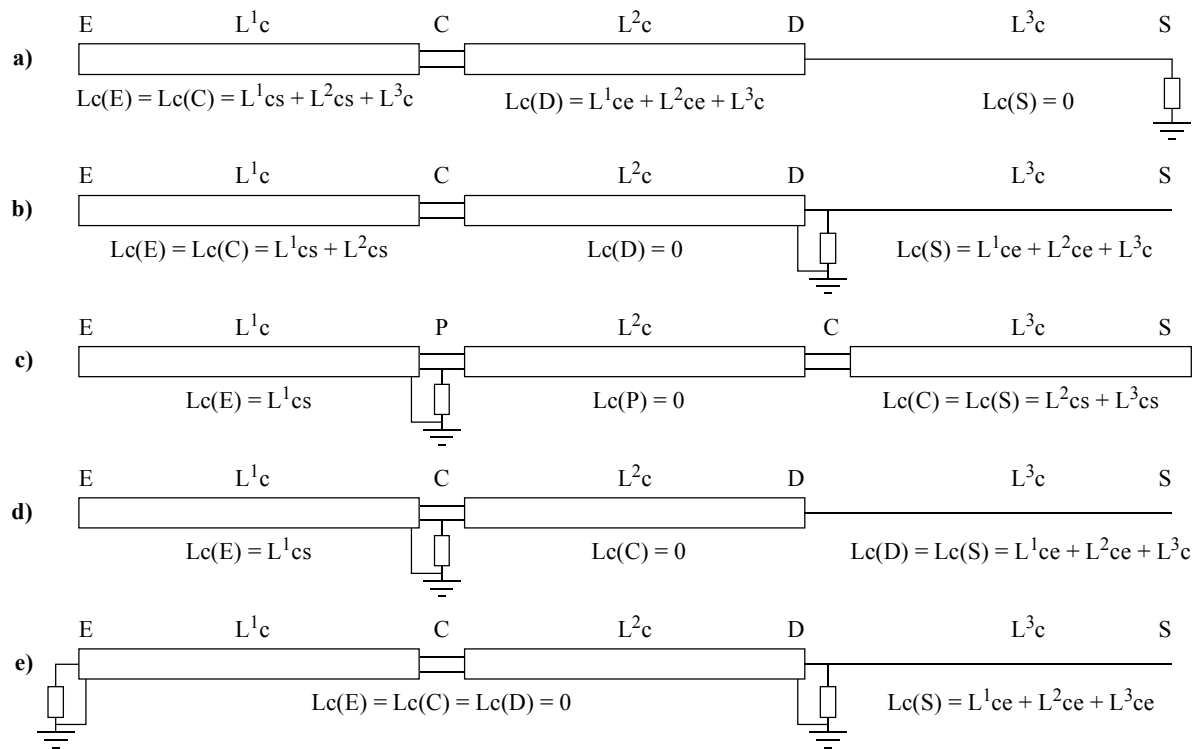 E L¹c C L²c D L³c S
a)
Lc(E) = Lc(C) = L¹cs + L²cs + L³c Lc(D) = L¹ce + L²ce + L³c Lc(S) = 0
E L¹c C L²c D L³c S
b)
Lc(E) = Lc(C) = L¹cs + L²cs Lc(D) = 0 Lc(S) = L¹ce + L²ce + L³c
E L¹c P L²c C L³c S
c)
Lc(E) = L¹cs Lc(P) = 0 Lc(C) = Lc(S) = L²cs + L³cs
E L¹c C L²c D L³c S
d)
Lc(E) = L¹cs Lc(C) = 0 Lc(D) = Lc(S) = L¹ce + L²ce + L³c
E L¹c C L²c D L³c S
e)
Lc(E) = Lc(C) = Lc(D) = 0 Lc(S) = L¹ce + L²ce + L³ce